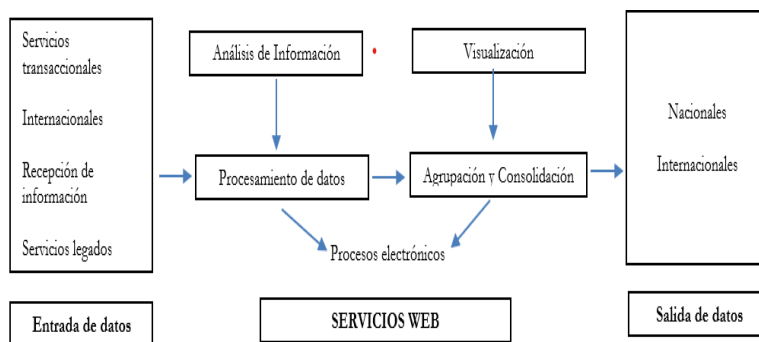 Servicios
transaccionales
Internacionales
Recepción de
información
Servicios legados
Entrada de datos
Análisis de Información
Visualización
Procesamiento de datos
Agrupación y Consolidación
Procesos electrónicos
SERVICIOS WEB
Nacionales
Internacionales
Salida de datos